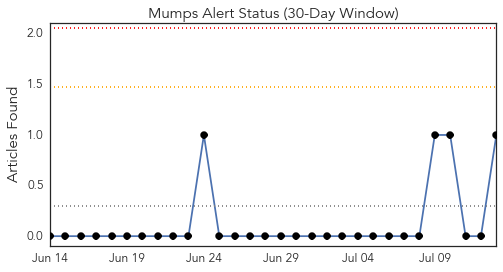 Mumps Alert Status (30-Day Window)
Articles Found
2.0
1.5
1.0
0.5
0.0
Jun 14 Jun 19 Jun 24 Jun 29 Jul 04 Jul 09